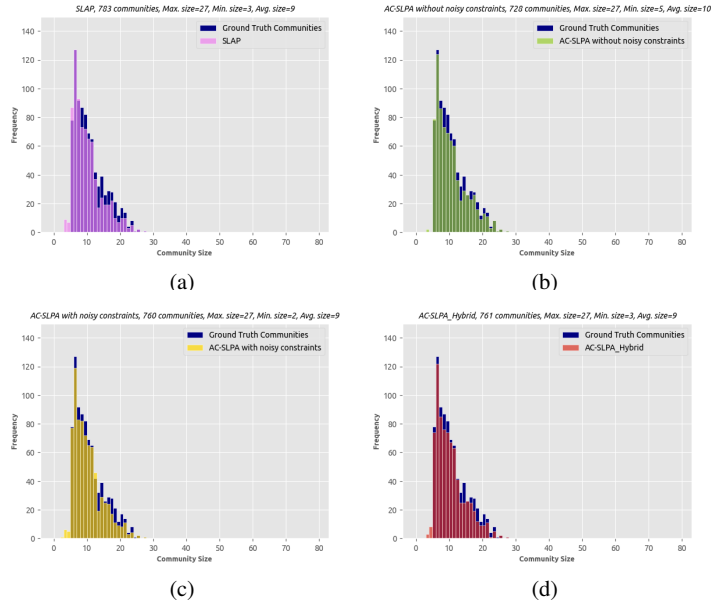 SLAP, 783 communities, Max. size=27, Min. size=3, Avg. size=9
Ground Truth Communities
SLAP
Frequency
140
120
100
80
60
40
20
0
0 10 20 30 40 50 60 70 80
Community Size
(a)
AC-SLPA without noisy constraints, 728 communities, Max. size=27, Min. size=5, Avg. size=10
Ground Truth Communities
AC-SLPA without noisy constraints
Frequency
140
120
100
80
60
40
20
0
0 10 20 30 40 50 60 70 80
Community Size
(b)
AC-SLPA with noisy constraints, 760 communities, Max. size=27, Min. size=2, Avg. size=9
Ground Truth Communities
AC-SLPA with noisy constraints
Frequency
140
120
100
80
60
40
20
0
0 10 20 30 40 50 60 70 80
Community Size
(c)
AC-SLPA_Hybrid, 761 communities, Max. size=27, Min. size=3, Avg. size=9
Ground Truth Communities
AC-SLPA_Hybrid
Frequency
140
120
100
80
60
40
20
0
0 10 20 30 40 50 60 70 80
Community Size
(d)